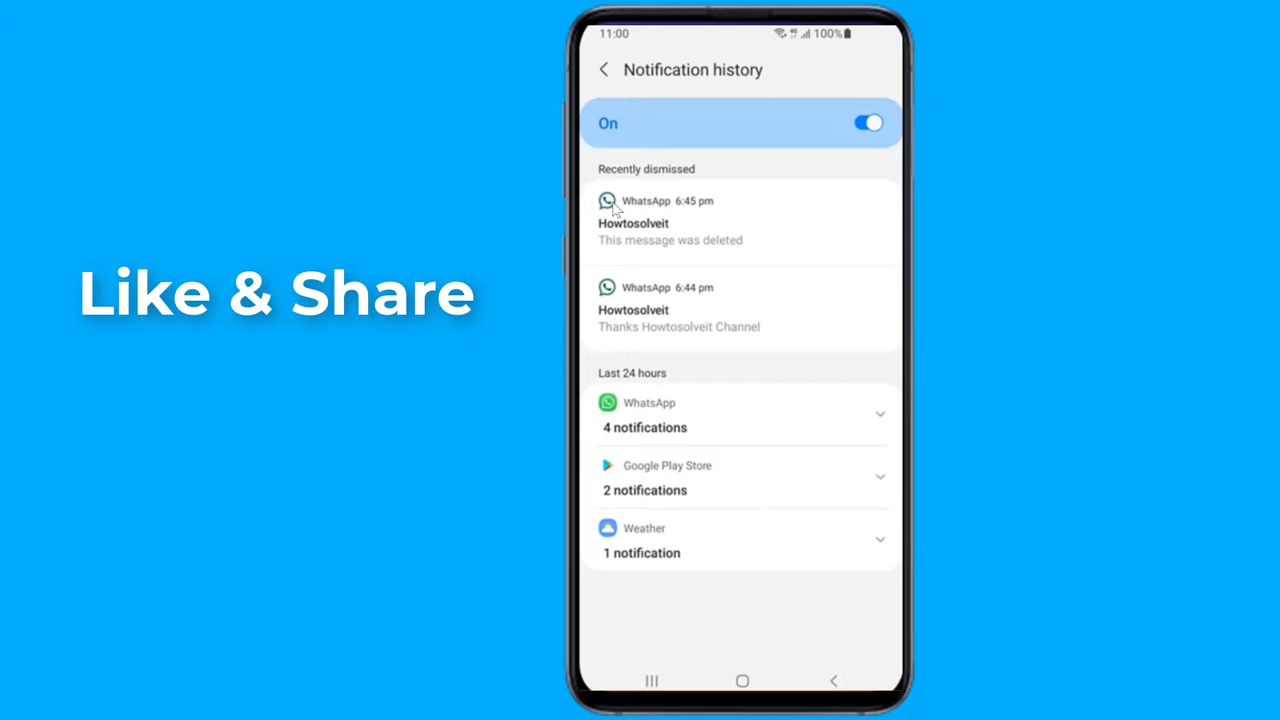 Like & Share
11:00
100%
Notification history
On
Recently dismissed
WhatsApp 6:45 pm
Howtosolveit
This message was deleted
WhatsApp 6:44 pm
Howtosolveit
Thanks Howtosolveit Channel
Last 24 hours
WhatsApp
4 notifications
Google Play Store
2 notifications
Weather
1 notification